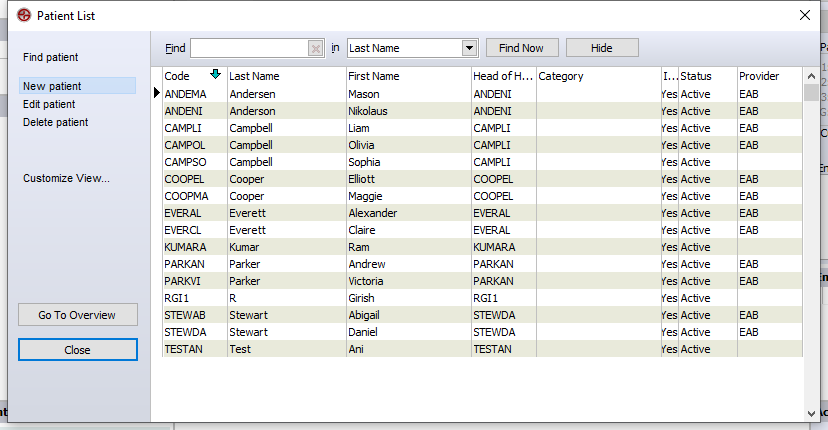 Patient List
Find patient
New patient
Edit patient
Delete patient
Customize View...
Go To Overview
Close
Find in Last Name Find Now Hide
Code Last Name First Name Head of H... Category I... Status Provider
ANDEMA Andersen Mason ANDENI Yes Active EAB
ANDENI Anderson Nikolaus ANDENI Yes Active EAB
CAMPLI Campbell Liam CAMPLI Yes Active EAB
CAMPOL Campbell Olivia CAMPLI Yes Active EAB
CAMPSO Campbell Sophia CAMPLI Yes Active
COOPEL Cooper Elliott COOPEL Yes Active EAB
COOPMA Cooper Maggie COOPEL Yes Active EAB
EVERAL Everett Alexander EVERAL Yes Active EAB
EVERCL Everett Claire EVERAL Yes Active EAB
KUMARA Kumar Ram KUMARA Yes Active
PARKAN Parker Andrew PARKAN Yes Active EAB
PARKVI Parker Victoria PARKAN Yes Active EAB
RGI1 R Girish RGI1 Yes Active
STEWAB Stewart Abigail STEWDA Yes Active EAB
STEWDA Stewart Daniel STEWDA Yes Active EAB
TESTAN Test Ani TESTAN Yes Active